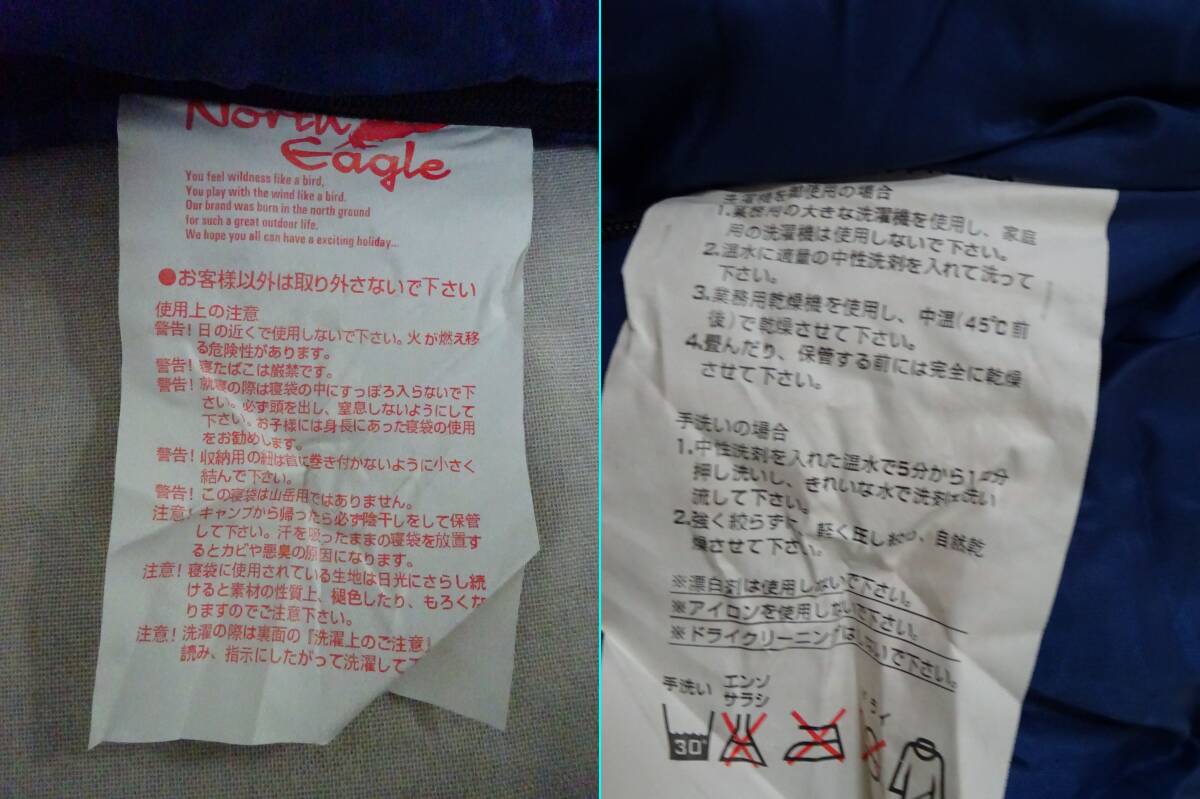 North
Eagle
You feel wildness like a bird,
You play with the wind like a bird.
Our brand was born in the north ground
for such a great outdoor life.
We hope you all can have a exciting holiday...
●お客様以外は取り外さないで下さい
使用上の注意
警告!日の近くで使用しないで下さい。火が燃え移
る危険性があります。
警告!寝たばこは厳禁です。
警告!就寝の際は寝袋の中にすっぽろ入らないで下
さい。必ず頭を出し、窒息しないようにして
下さい。お子様には身長にあった寝袋の使用
をお勧めします。
警告!収納用の紐は首に巻き付かないように小さく
結んで下さい。
警告!この寝袋は山岳用ではありません。
注意!キャンプから帰ったら必ず陰干しをして保管
して下さい。汗を吸ったままの寝袋を放置す
るとカビや悪臭の原因になります。
注意!寝袋に使用されている生地は日光にさらし続
けると素材の性質上、褪色したり、もろくな
りますのでご注意下さい。
注意!洗濯の際は裏面の『洗濯上のご注意』
読み、指示にしたがって洗濯して下
洗濯機を御使用の場合
1.業務用の大きな洗濯機を使用し、家庭
用の洗濯機は使用しないで下さい。
2.温水に適量の中性洗剤を入れて洗って
下さい。
3.業務用乾燥機を使用し、中温(45℃前
後)で乾燥させて下さい。
4.畳んだり、保管する前には完全に乾燥
させて下さい。
手洗いの場合
1.中性洗剤を入れた温水で5分から1分
押し洗いし、きれいな水で洗剤洗い
流して下さい。
2.強く絞らず、軽く圧し絞り、自然乾
燥させて下さい。
※漂白剤は使用しないで下さい。
※アイロンを使用しないで下さい。
※ドライクリーニングはしないで下さい。
手洗い エンソ
サラシ ドライ
30°